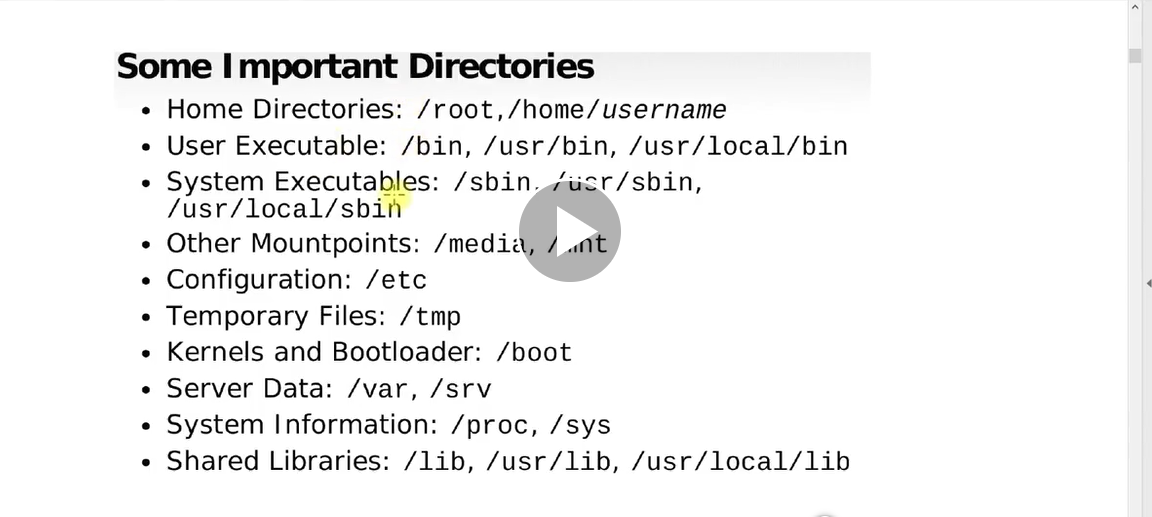 Some Important Directories
• Home Directories: /root,/home/username
• User Executable: /bin, /usr/bin, /usr/local/bin
• System Executables: /sbin, /usr/sbin,
/usr/local/sbin
• Other Mountpoints: /media, /mnt
• Configuration: /etc
• Temporary Files: /tmp
• Kernels and Bootloader: /boot
• Server Data: /var, /srv
• System Information: /proc, /sys
• Shared Libraries: /lib, /usr/lib, /usr/local/lib